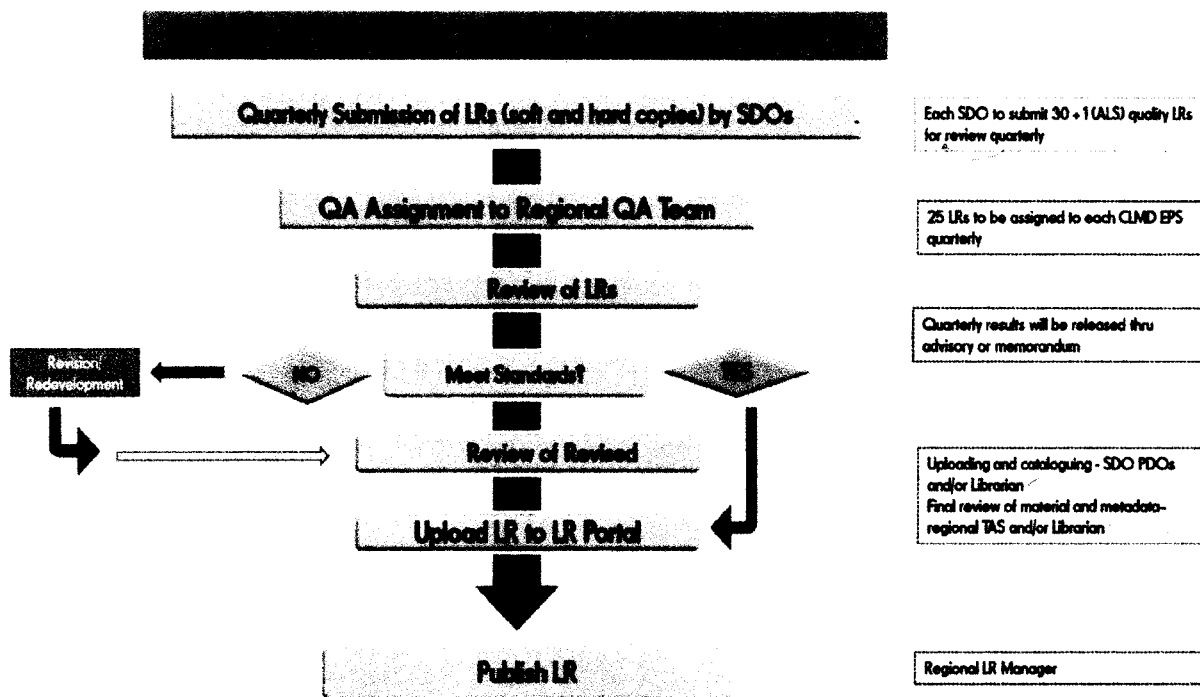 Quarterly Submission of LRs (soft and hard copies) by SDOs
Each SDO to submit 30 +1(ALS) quality LRs
for review quarterly
QA Assignment to Regional QA Team
25 LRs to be assigned to each CLMD EPS
quarterly
Review of LRs
Quarterly results will be released thru
advisory or memorandum
Revision/
Redevelopment
NO
Meet Standards?
YES
Review of Revised
Uploading and cataloguing - SDO PDOs
and/or Librarian
Final review of material and metadata-
regional TAS and/or Librarian
Upload LR to LR Portal
Publish LR
Regional LR Manager